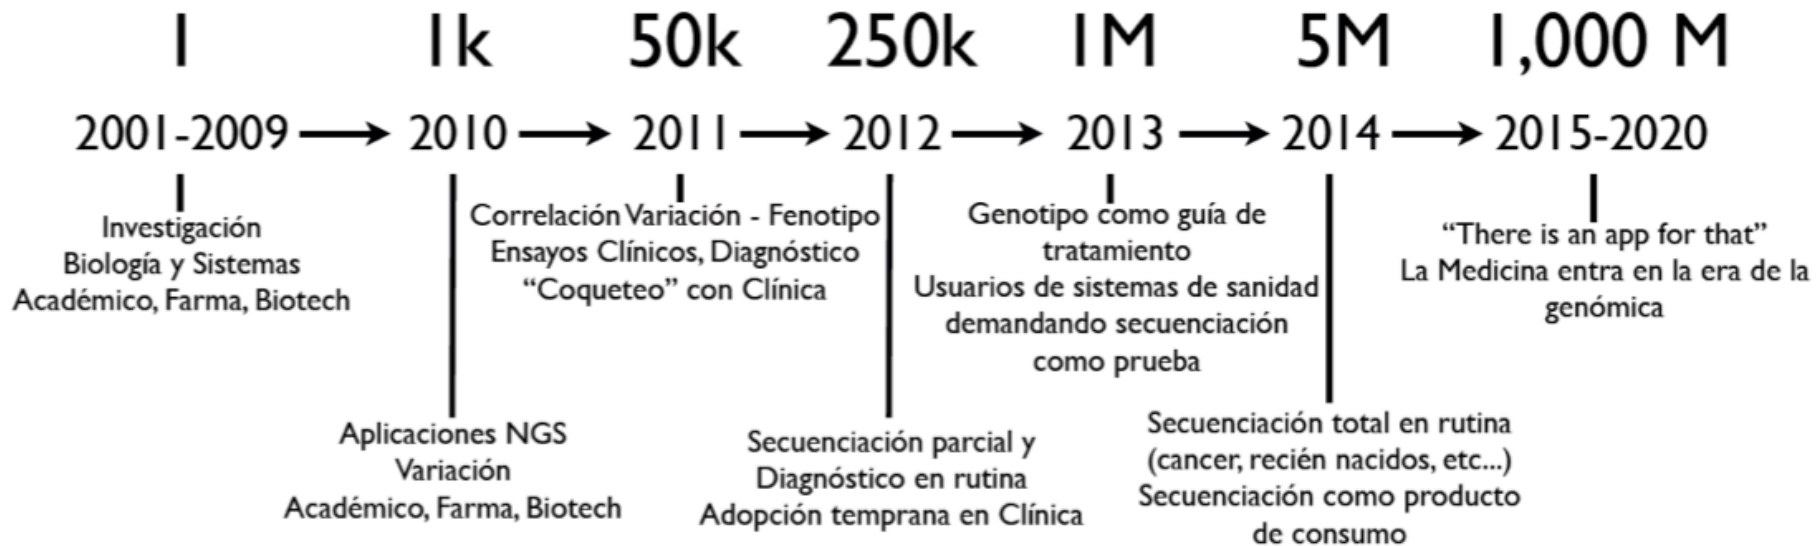 1
1k
50k
250k
1M
5M
1,000 M
2001-2009
2010
2011
2012
2013
2014
2015-2020
Investigación
Biología y Sistemas
Académico, Farma, Biotech
Aplicaciones NGS
Variación
Académico, Farma, Biotech
Correlación Variación - Fenotipo
Ensayos Clínicos, Diagnóstico
“Coqueteo” con Clínica
Secuenciación parcial y
Diagnóstico en rutina
Adopción temprana en Clínica
Genotipo como guía de
tratamiento
Usuarios de sistemas de sanidad
demandando secuenciación
como prueba
Secuenciación total en rutina
(cancer, recién nacidos, etc...)
Secuenciación como producto
de consumo
“There is an app for that”
La Medicina entra en la era de la
genómica